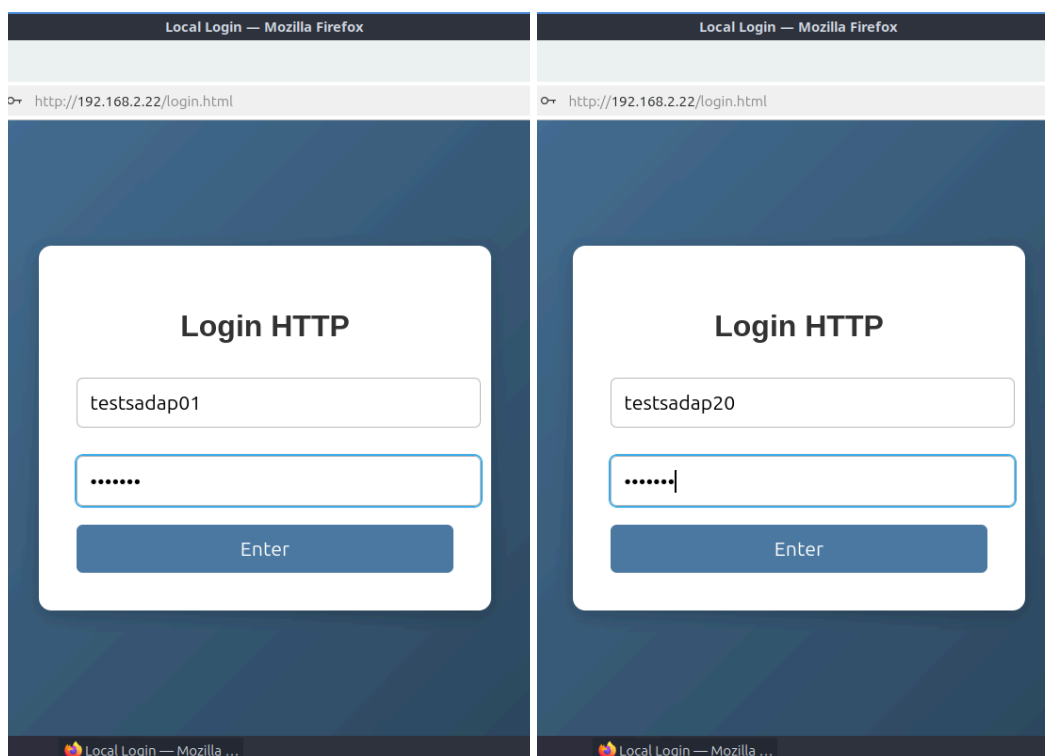 Local Login — Mozilla Firefox
http://192.168.2.22/login.html
Login HTTP
testsadap01
•••••••
Enter
Local Login — Mozilla ...
Local Login — Mozilla Firefox
http://192.168.2.22/login.html
Login HTTP
testsadap20
•••••••
Enter
Local Login — Mozilla ...